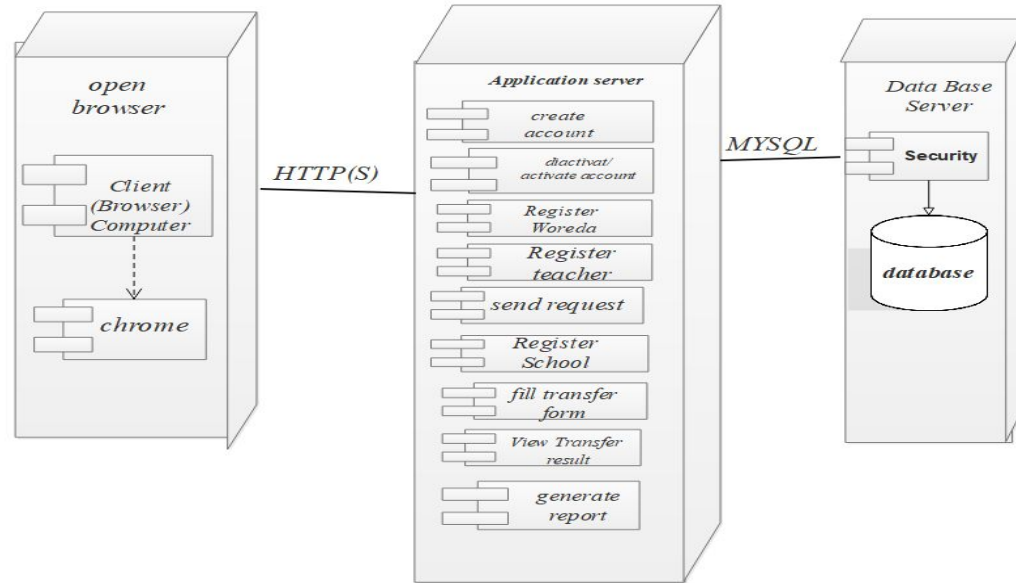 open
browser
Client
(Browser)
Computer
chrome
HTTP(S)
Application server
create
account
diactivat/
activate account
Register
Woreda
Register
teacher
send request
Register
School
fill transfer
form
View Transfer
result
generate
report
MYSQL
Data Base
Server
Security
database